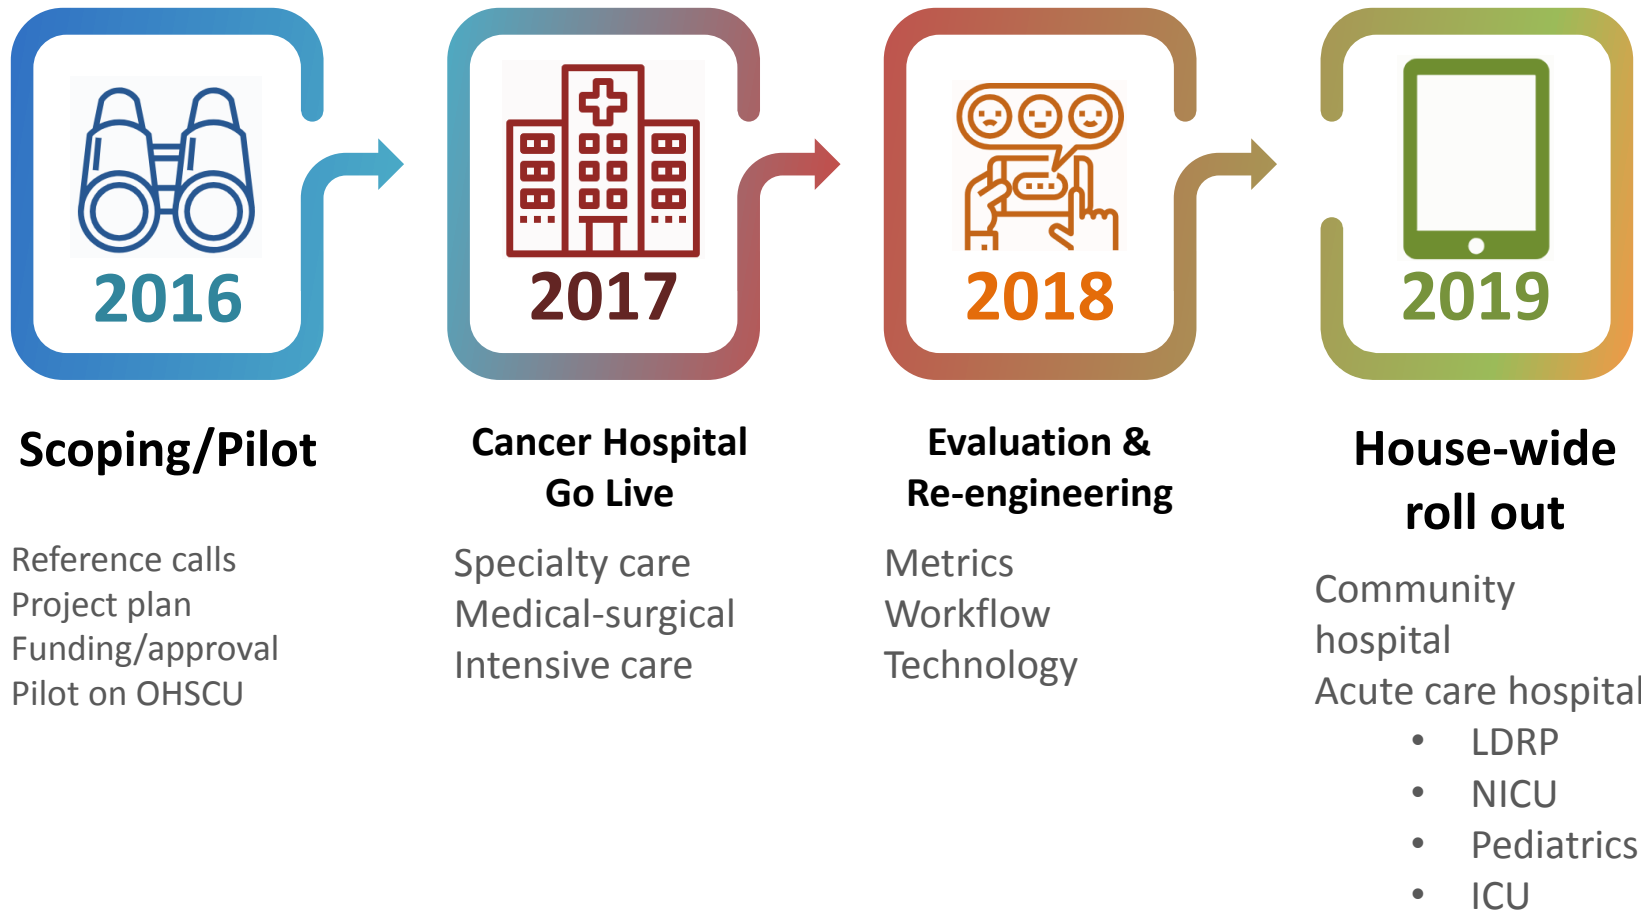 2016
Scoping/Pilot
Reference calls
Project plan
Funding/approval
Pilot on OHSCU
2017
Cancer Hospital
Go Live
Specialty care
Medical-surgical
Intensive care
2018
Evaluation &
Re-engineering
Metrics
Workflow
Technology
2019
House-wide
roll out
Community
hospital
Acute care hospital
• LDRP
• NICU
• Pediatrics
• ICU